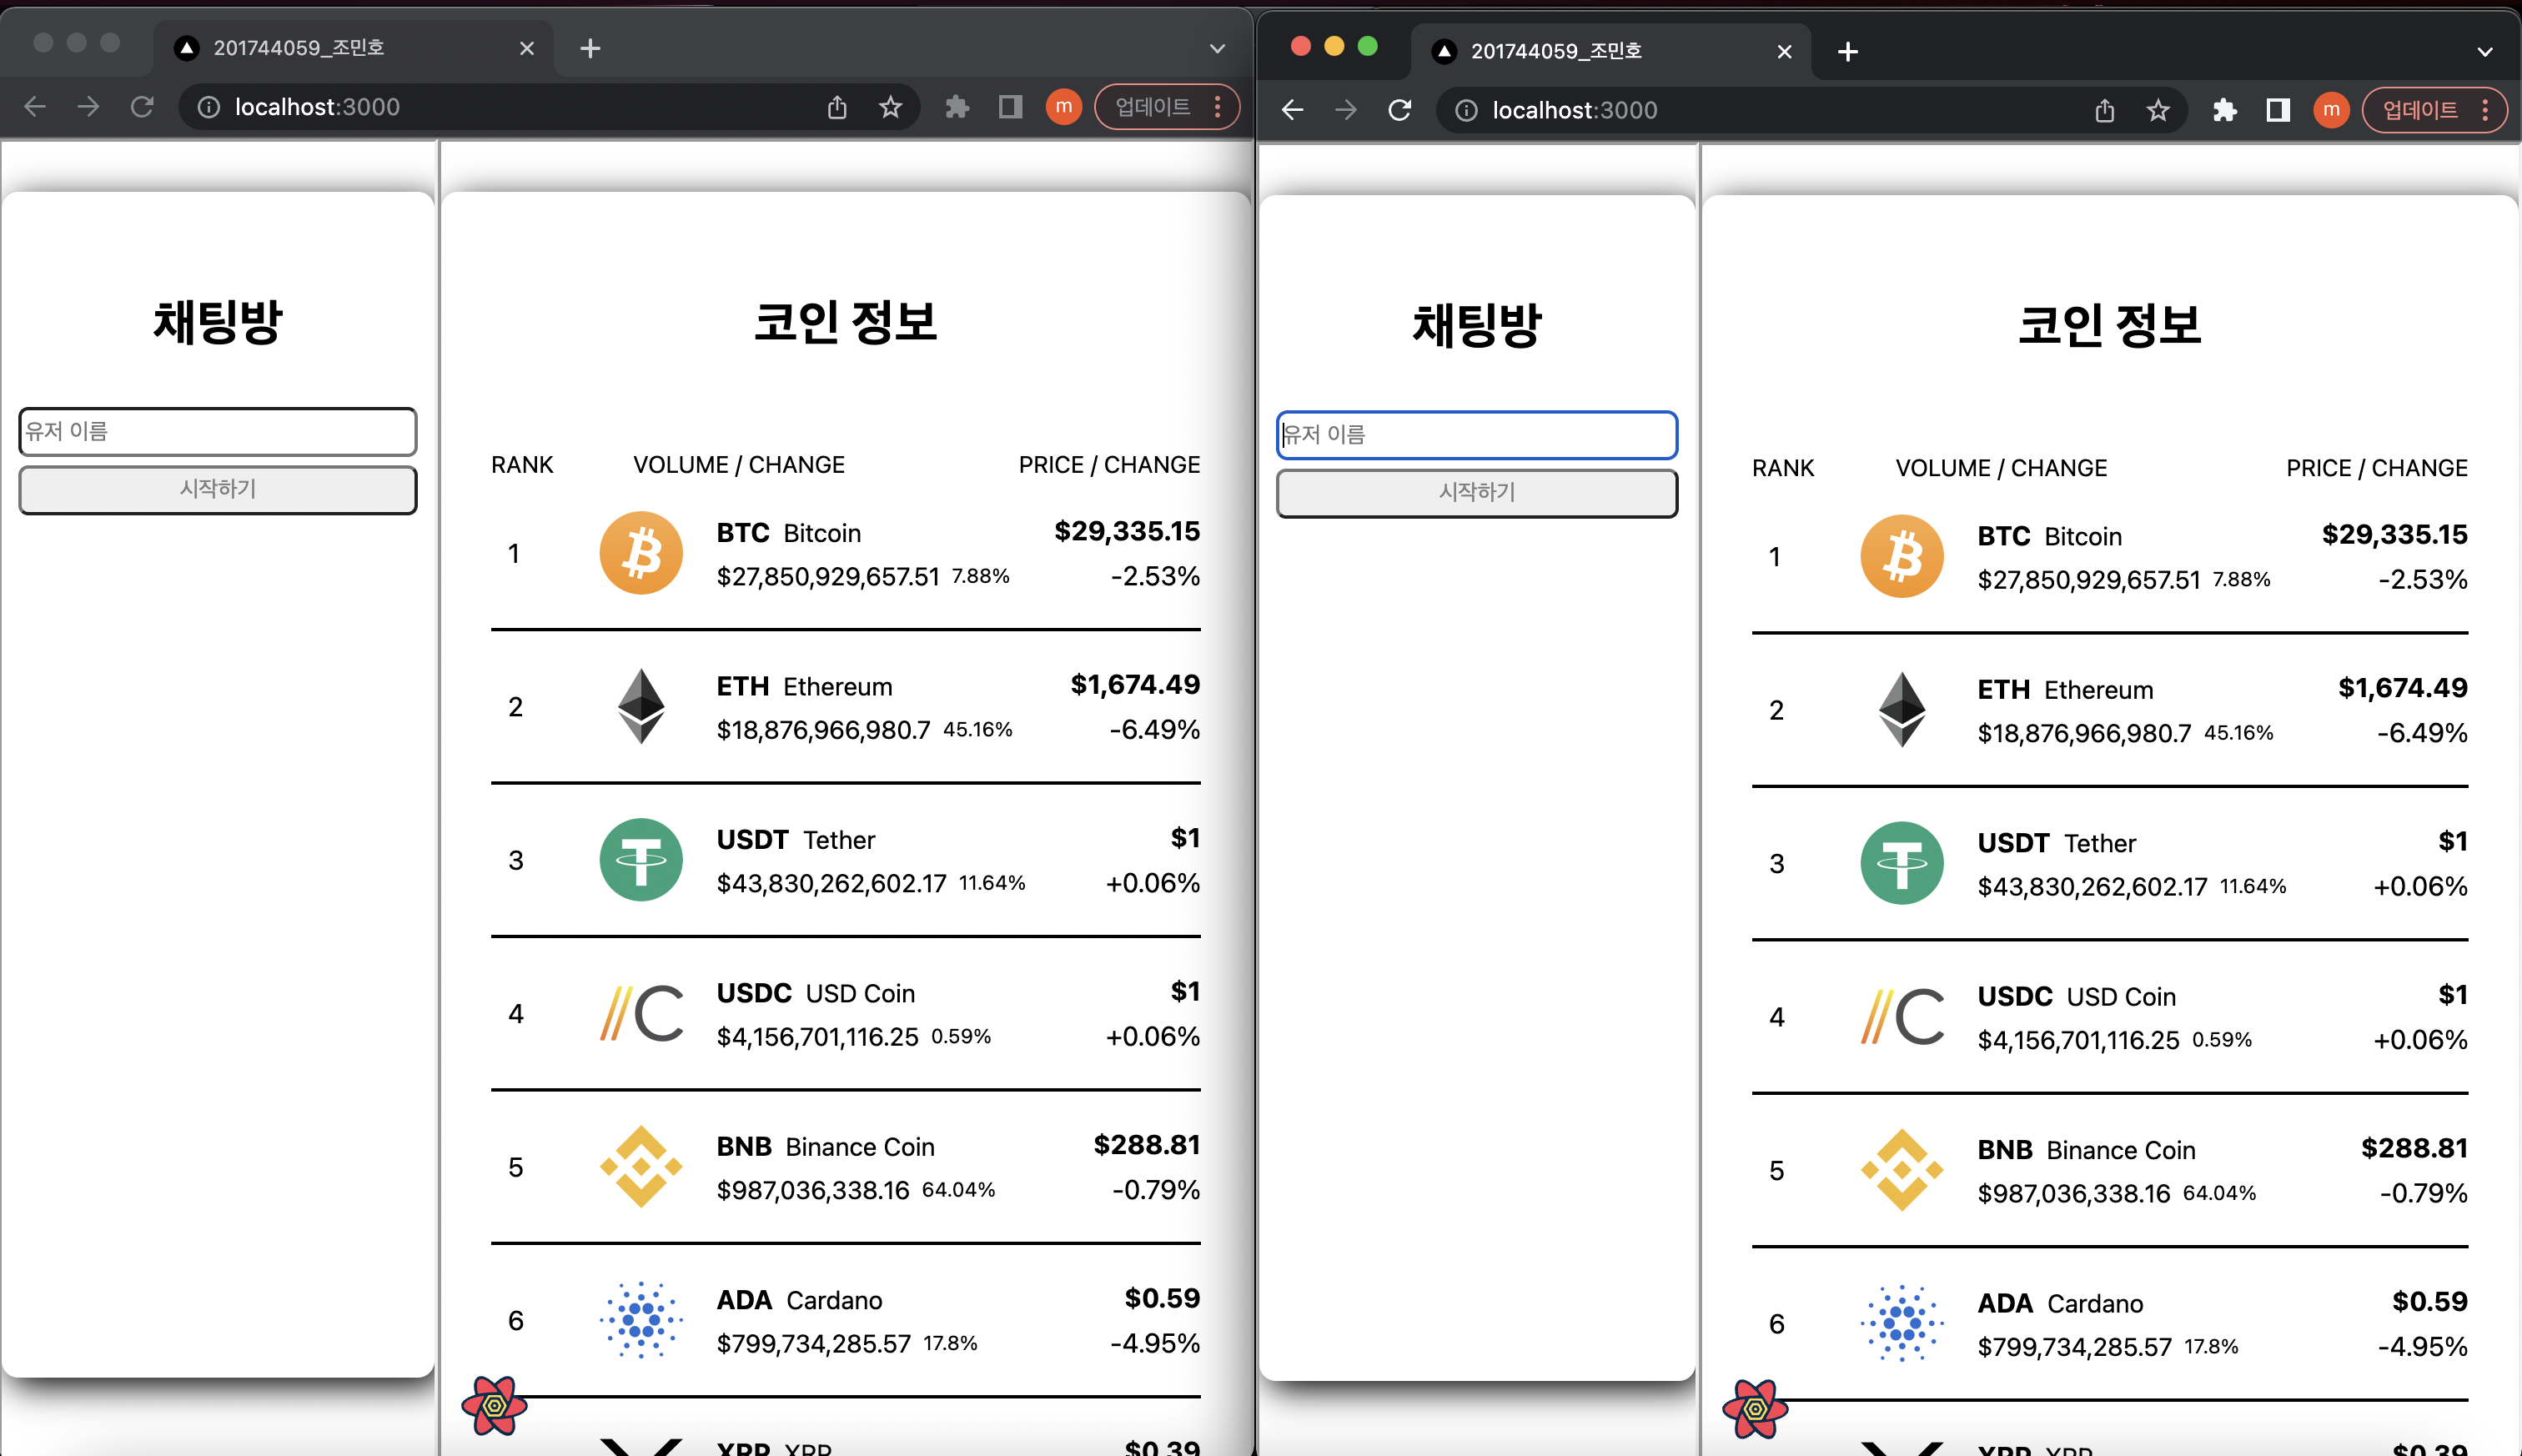 201744059_조민호
localhost:3000
m
업데이트
채팅방
유저 이름
시작하기
코인 정보
RANK VOLUME / CHANGE PRICE / CHANGE
1 BTC Bitcoin $29,335.15
$27,850,929,657.51 7.88% -2.53%
2 ETH Ethereum $1,674.49
$18,876,966,980.7 45.16% -6.49%
3 USDT Tether $1
$43,830,262,602.17 11.64% +0.06%
4 USDC USD Coin $1
$4,156,701,116.25 0.59% +0.06%
5 BNB Binance Coin $288.81
$987,036,338.16 64.04% -0.79%
6 ADA Cardano $0.59
$799,734,285.57 17.8% -4.95%
XRP XRP $0.39
201744059_조민호
localhost:3000
m
업데이트
채팅방
유저 이름
시작하기
코인 정보
RANK VOLUME / CHANGE PRICE / CHANGE
1 BTC Bitcoin $29,335.15
$27,850,929,657.51 7.88% -2.53%
2 ETH Ethereum $1,674.49
$18,876,966,980.7 45.16% -6.49%
3 USDT Tether $1
$43,830,262,602.17 11.64% +0.06%
4 USDC USD Coin $1
$4,156,701,116.25 0.59% +0.06%
5 BNB Binance Coin $288.81
$987,036,338.16 64.04% -0.79%
6 ADA Cardano $0.59
$799,734,285.57 17.8% -4.95%
XRP XRP $0.39